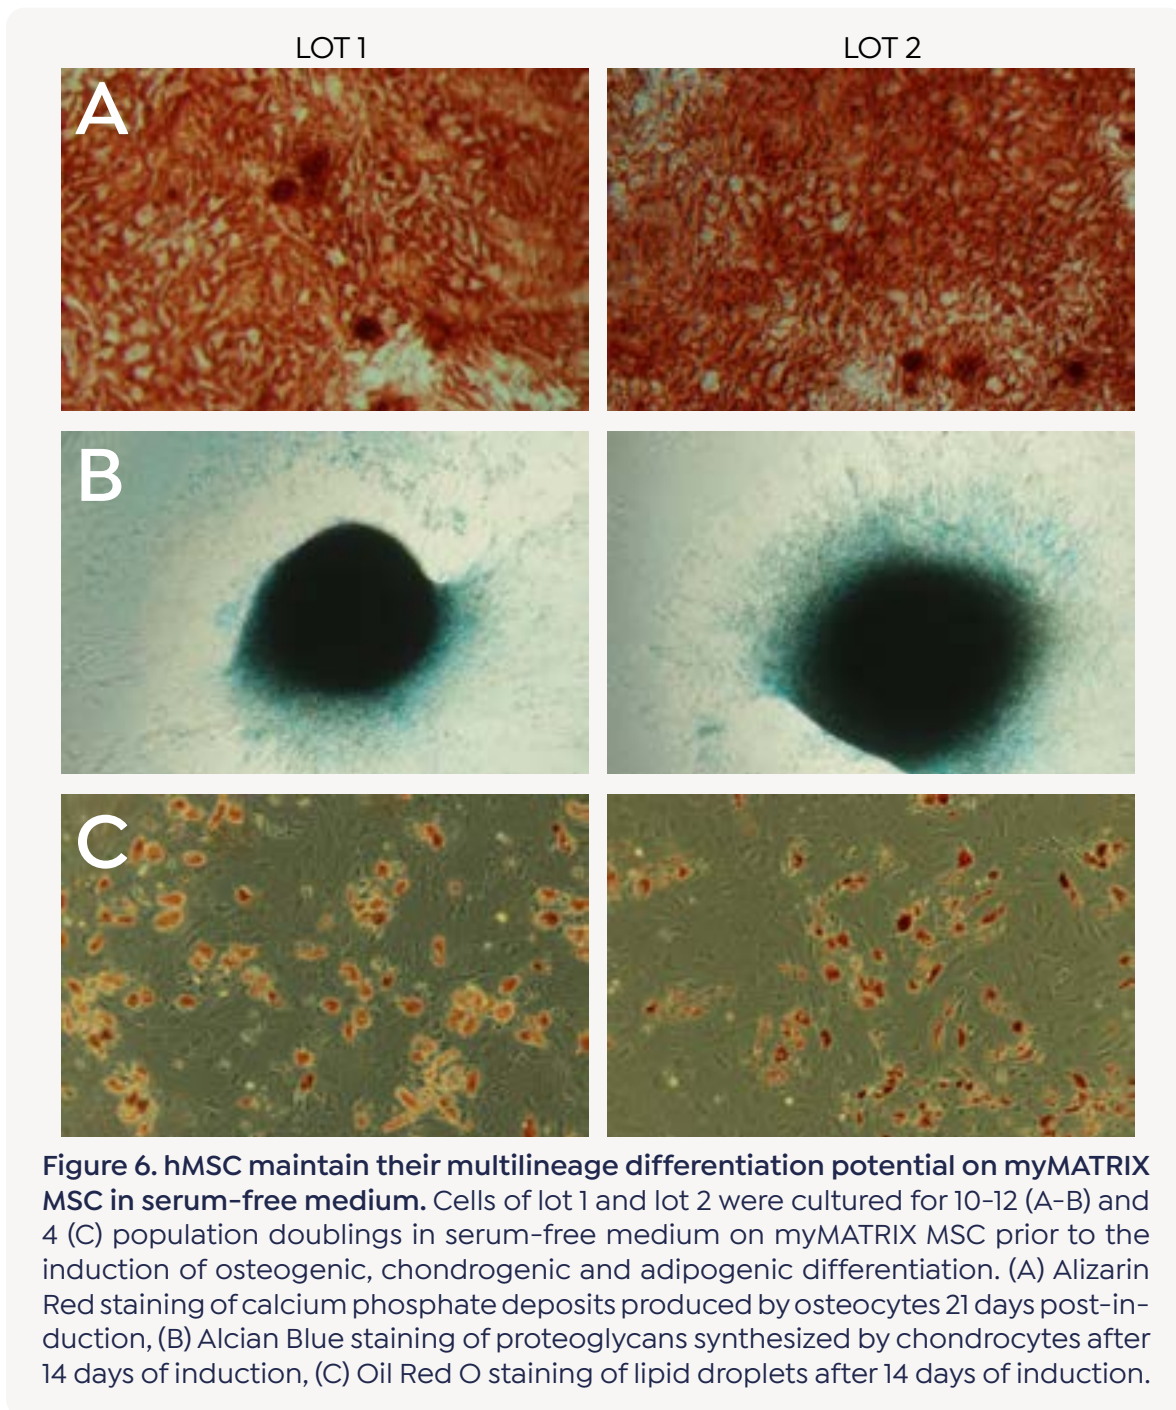 LOT 1
LOT 2
A
B
C
Figure 6. hMSC maintain their multilineage differentiation potential on myMATRIX
MSC in serum-free medium. Cells of lot 1 and lot 2 were cultured for 10-12 (A-B) and
4 (C) population doublings in serum-free medium on myMATRIX MSC prior to the
induction of osteogenic, chondrogenic and adipogenic differentiation. (A) Alizarin
Red staining of calcium phosphate deposits produced by osteocytes 21 days post-in-
duction, (B) Alcian Blue staining of proteoglycans synthesized by chondrocytes after
14 days of induction, (C) Oil Red O staining of lipid droplets after 14 days of induction.